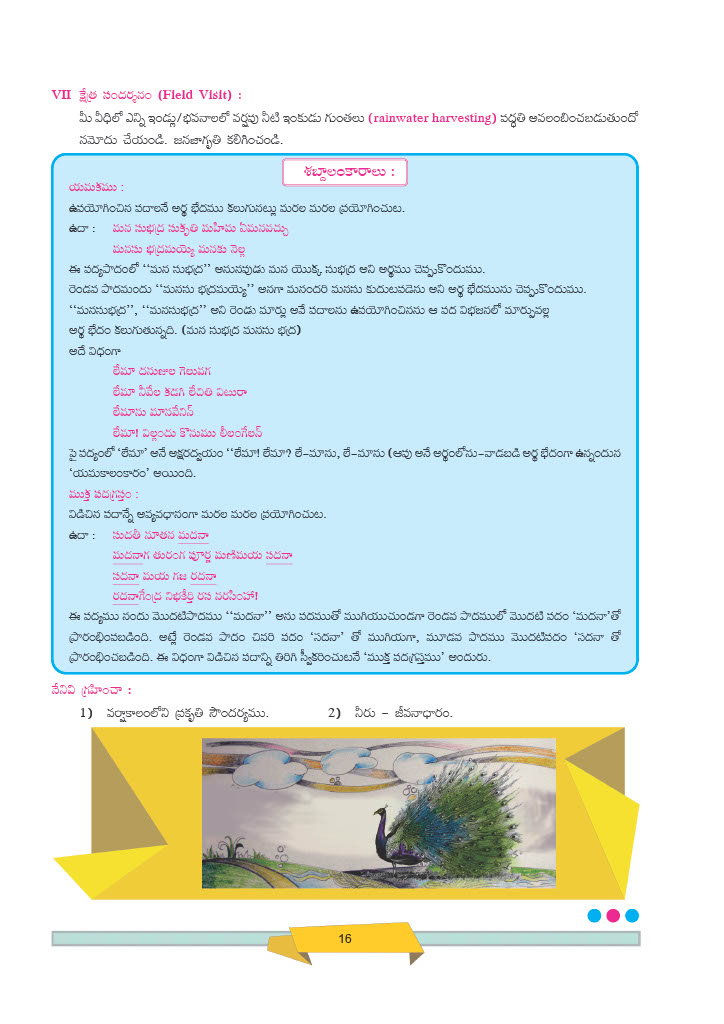 VII క్షేత్ర సందర్శనం (Field Visit) :
మీ వీధిలో ఎన్ని ఇండ్లు/భవనాలలో వర్షపు నీటి ఇంకుడు గుంతలు (rainwater harvesting) పద్ధతి అవలంబించబడుతుందో
నమోదు చేయండి. జనజాగృతి కలిగించండి.
శబ్దాలంకారాలు :
యమకము :
ఉపయోగించిన పదాలనే అర్థ భేదము కలుగునట్లు మరల మరల ప్రయోగించుట.
ఉదా : మన సుభద్ర సుకృతి మహిమ ఏమనవచ్చు
మనసు భద్రమయ్యె మనకు నెల్ల
ఈ పద్యపాదంలో ‘‘మన సుభద్ర’’ అనునపుడు మన యొక్క సుభద్ర అని అర్థము చెప్పుకొందుము.
రెండవ పాదమందు ‘‘మనసు భద్రమయ్యె’’ అనగా మనందరి మనసు కుదుటపడెను అని అర్థ భేదమును చెప్పుకొందుము.
‘‘మనసుభద్ర’’, ‘‘మనసుభద్ర’’ అని రెండు మార్లు అవే పదాలను ఉపయోగించినను ఆ పద విభజనలో మార్పువల్ల
అర్థ భేదం కలుగుతున్నది. (మన సుభద్ర మనసు భద్ర)
అదే విధంగా
లేమా దనుజుల గెలువగ
లేమా నీవేల కడగి లేచితి విటురా
లేమాను మానవేనిన్
లేమా! విల్లందు కొనుము లీలంగేలన్
పై పద్యంలో ‘లేమా’ అనే అక్షరద్వయం ‘‘లేమా! లేమా? లే-మాను, లే-మాను (ఆవు అనే అర్థంలోను-వాడబడి అర్థ భేదంగా ఉన్నందున
‘యమకాలంకారం’ అయింది.
ముక్త పదగ్రస్తం :
విడిచిన పదాన్నే అవ్యవధానంగా మరల మరల ప్రయోగించుట.
ఉదా : సుదతీ నూతన మదనా
మదనాగ తురంగ పూర్ణ మణిమయ సదనా
సదనా మయ గజ రదనా
రదనాగేంద్ర నిభకీర్తి రస నరసింహా!
ఈ పద్యము నందు మొదటిపాదము ‘‘మదనా’’ అను పదముతో ముగియుచుండగా రెండవ పాదములో మొదటి పదం ‘మదనా’తో
ప్రారంభింపబడింది. అట్లే రెండవ పాదం చివరి పదం ‘సదనా’ తో ముగియగా, మూడవ పాదము మొదటిపదం ‘సదనా తో
ప్రారంభించబడింది. ఈ విధంగా విడిచిన పదాన్ని తిరిగి స్వీకరించుటనే ‘ముక్త పదగ్రస్తము’ అందురు.
నేనివి గ్రహించా :
1) వర్షాకాలంలోని ప్రకృతి సౌందర్యము. 2) నీరు - జీవనాధారం.
16